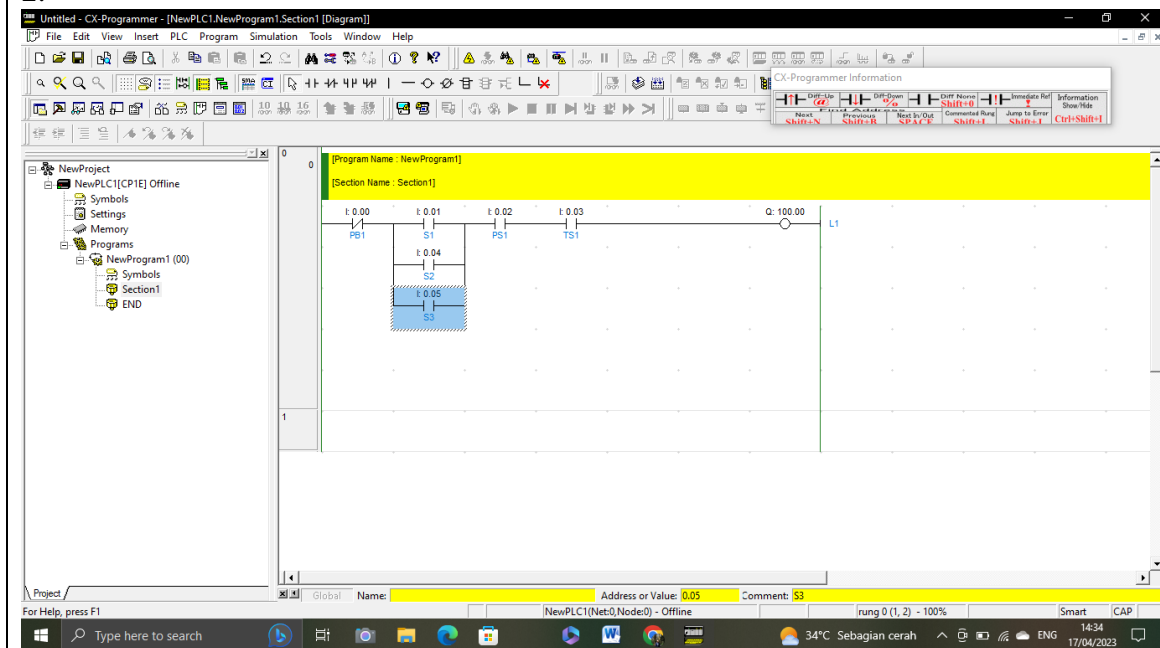 Untitled - CX-Programmer - [NewPLC1.NewProgram1.Section1 [Diagram]]
File Edit View Insert PLC Program Simulation Tools Window Help
CX-Programmer Information
Diff-Up @
Diff-Down %
Diff None Shift+0
Immediate Ref !
Information Show/Hide Ctrl+Shift+I
Next Shift+N
Previous Shift+B
Next In/Out SPACE
Commented Rung Shift+L
Jump to Error Shift+J
10 10 16
NewProject
NewPLC1[CP1E] Offline
Symbols
Settings
Memory
Programs
NewProgram1 (00)
Symbols
Section1
END
Project
0
0
[Program Name : NewProgram1]
[Section Name : Section1]
I: 0.00 I: 0.01 I: 0.02 I: 0.03 Q: 100.00
L1
PB1 S1 PS1 TS1
I: 0.04
S2
I: 0.05
S3
1
Global Name: Address or Value: 0.05 Comment: S3
For Help, press F1 NewPLC1(Net:0,Node:0) - Offline rung 0 (1, 2) - 100% Smart CAP
Type here to search 34°C Sebagian cerah ENG 14:34
17/04/2023